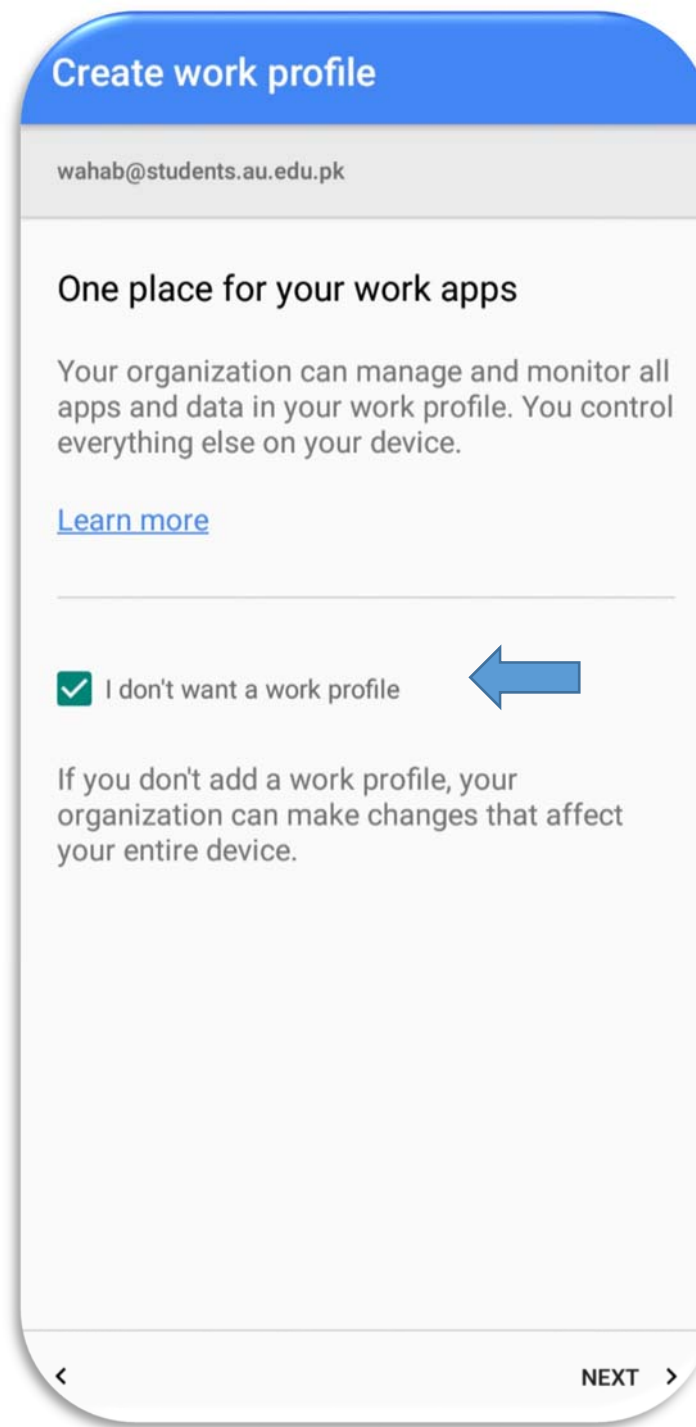 Create work profile
wahab@students.au.edu.pk
One place for your work apps
Your organization can manage and monitor all
apps and data in your work profile. You control
everything else on your device.
Learn more
I don't want a work profile
If you don't add a work profile, your
organization can make changes that affect
your entire device.
NEXT